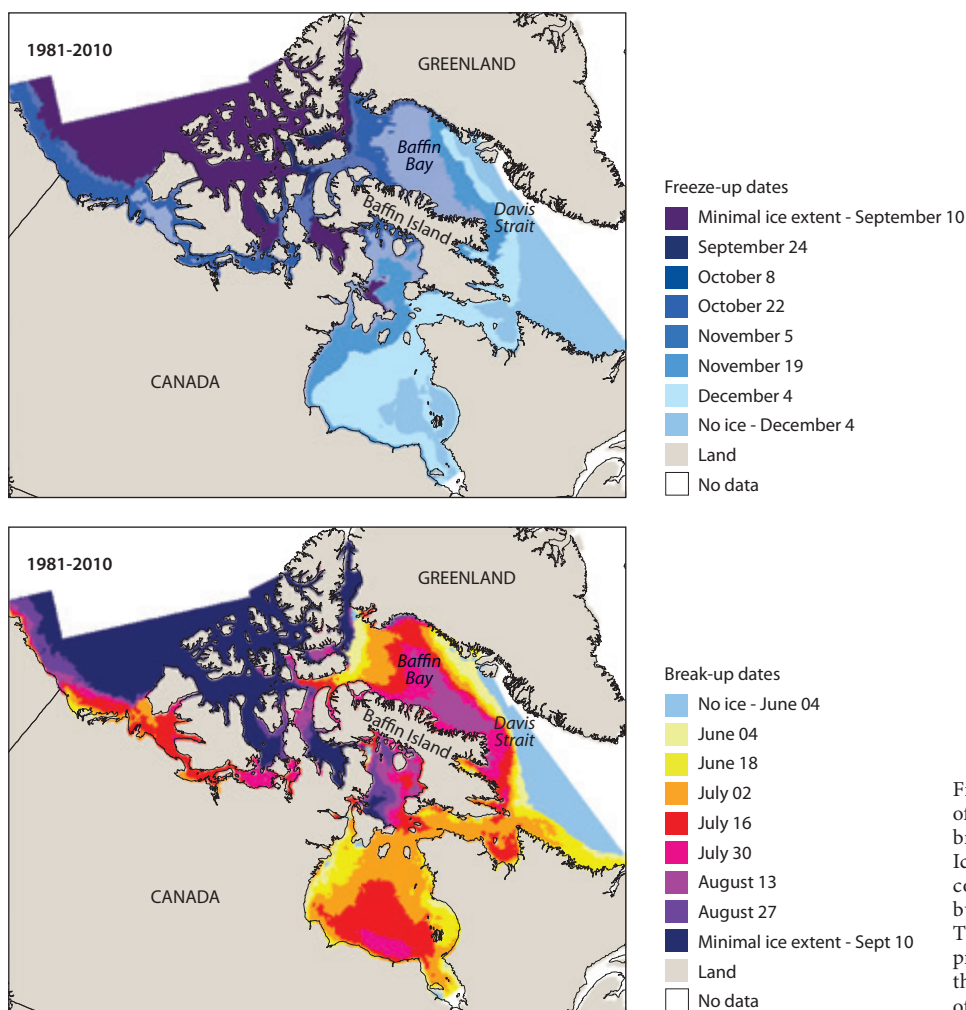 1981-2010
GREENLAND
Baffin
Bay
Davis
Strait
Baffin Island
CANADA
Freeze-up dates
Minimal ice extent - September 10
September 24
October 8
October 22
November 5
November 19
December 4
No ice - December 4
Land
No data
1981-2010
GREENLAND
Baffin
Bay
Davis
Strait
Baffin Island
CANADA
Break-up dates
No ice - June 04
June 04
June 18
July 02
July 16
July 30
August 13
August 27
Minimal ice extent - Sept 10
Land
No data